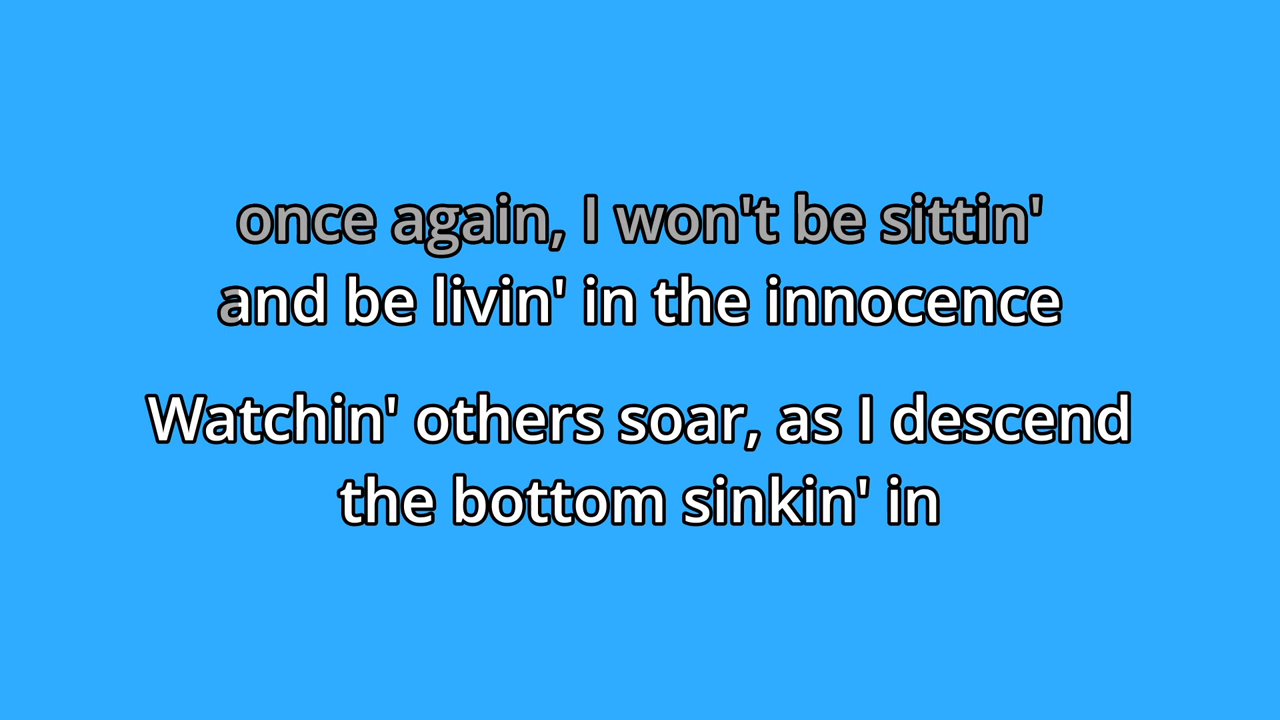 once again, I won't be sittin'
and be livin' in the innocence
Watchin' others soar, as I descend
the bottom sinkin' in